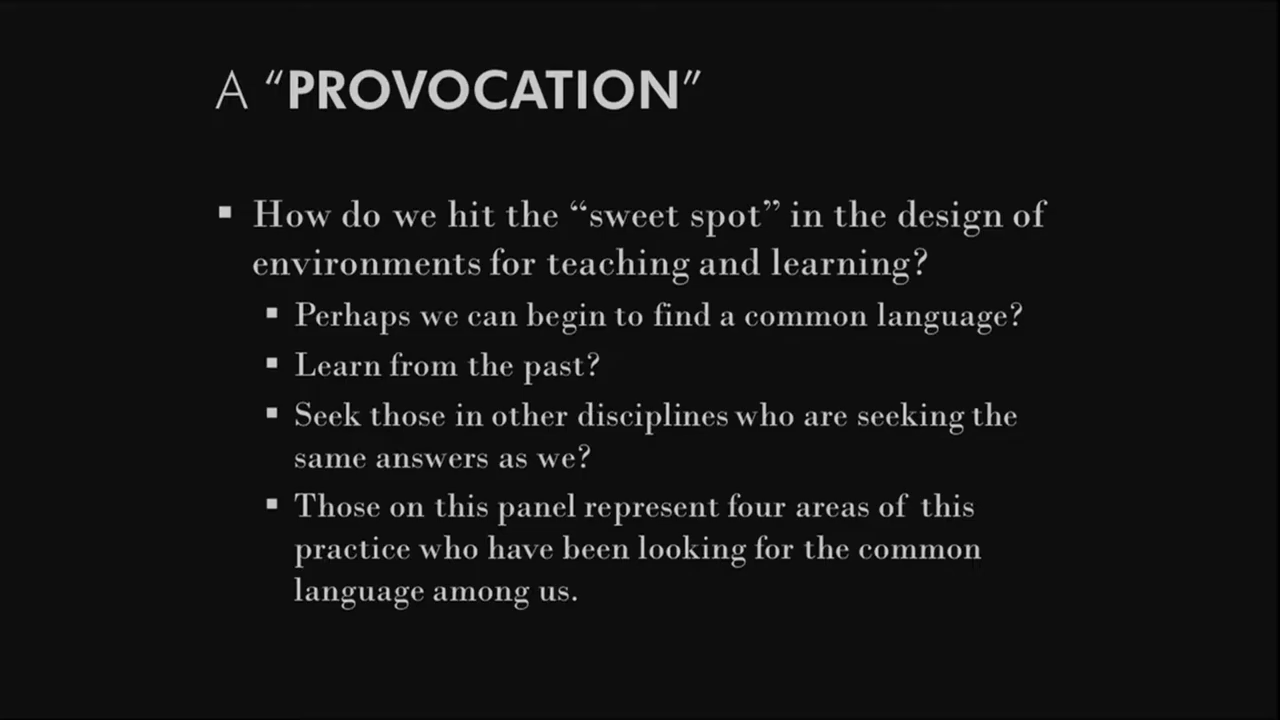 A “PROVOCATION”
▪ How do we hit the “sweet spot” in the design of
environments for teaching and learning?
▪ Perhaps we can begin to find a common language?
▪ Learn from the past?
▪ Seek those in other disciplines who are seeking the
same answers as we?
▪ Those on this panel represent four areas of this
practice who have been looking for the common
language among us.